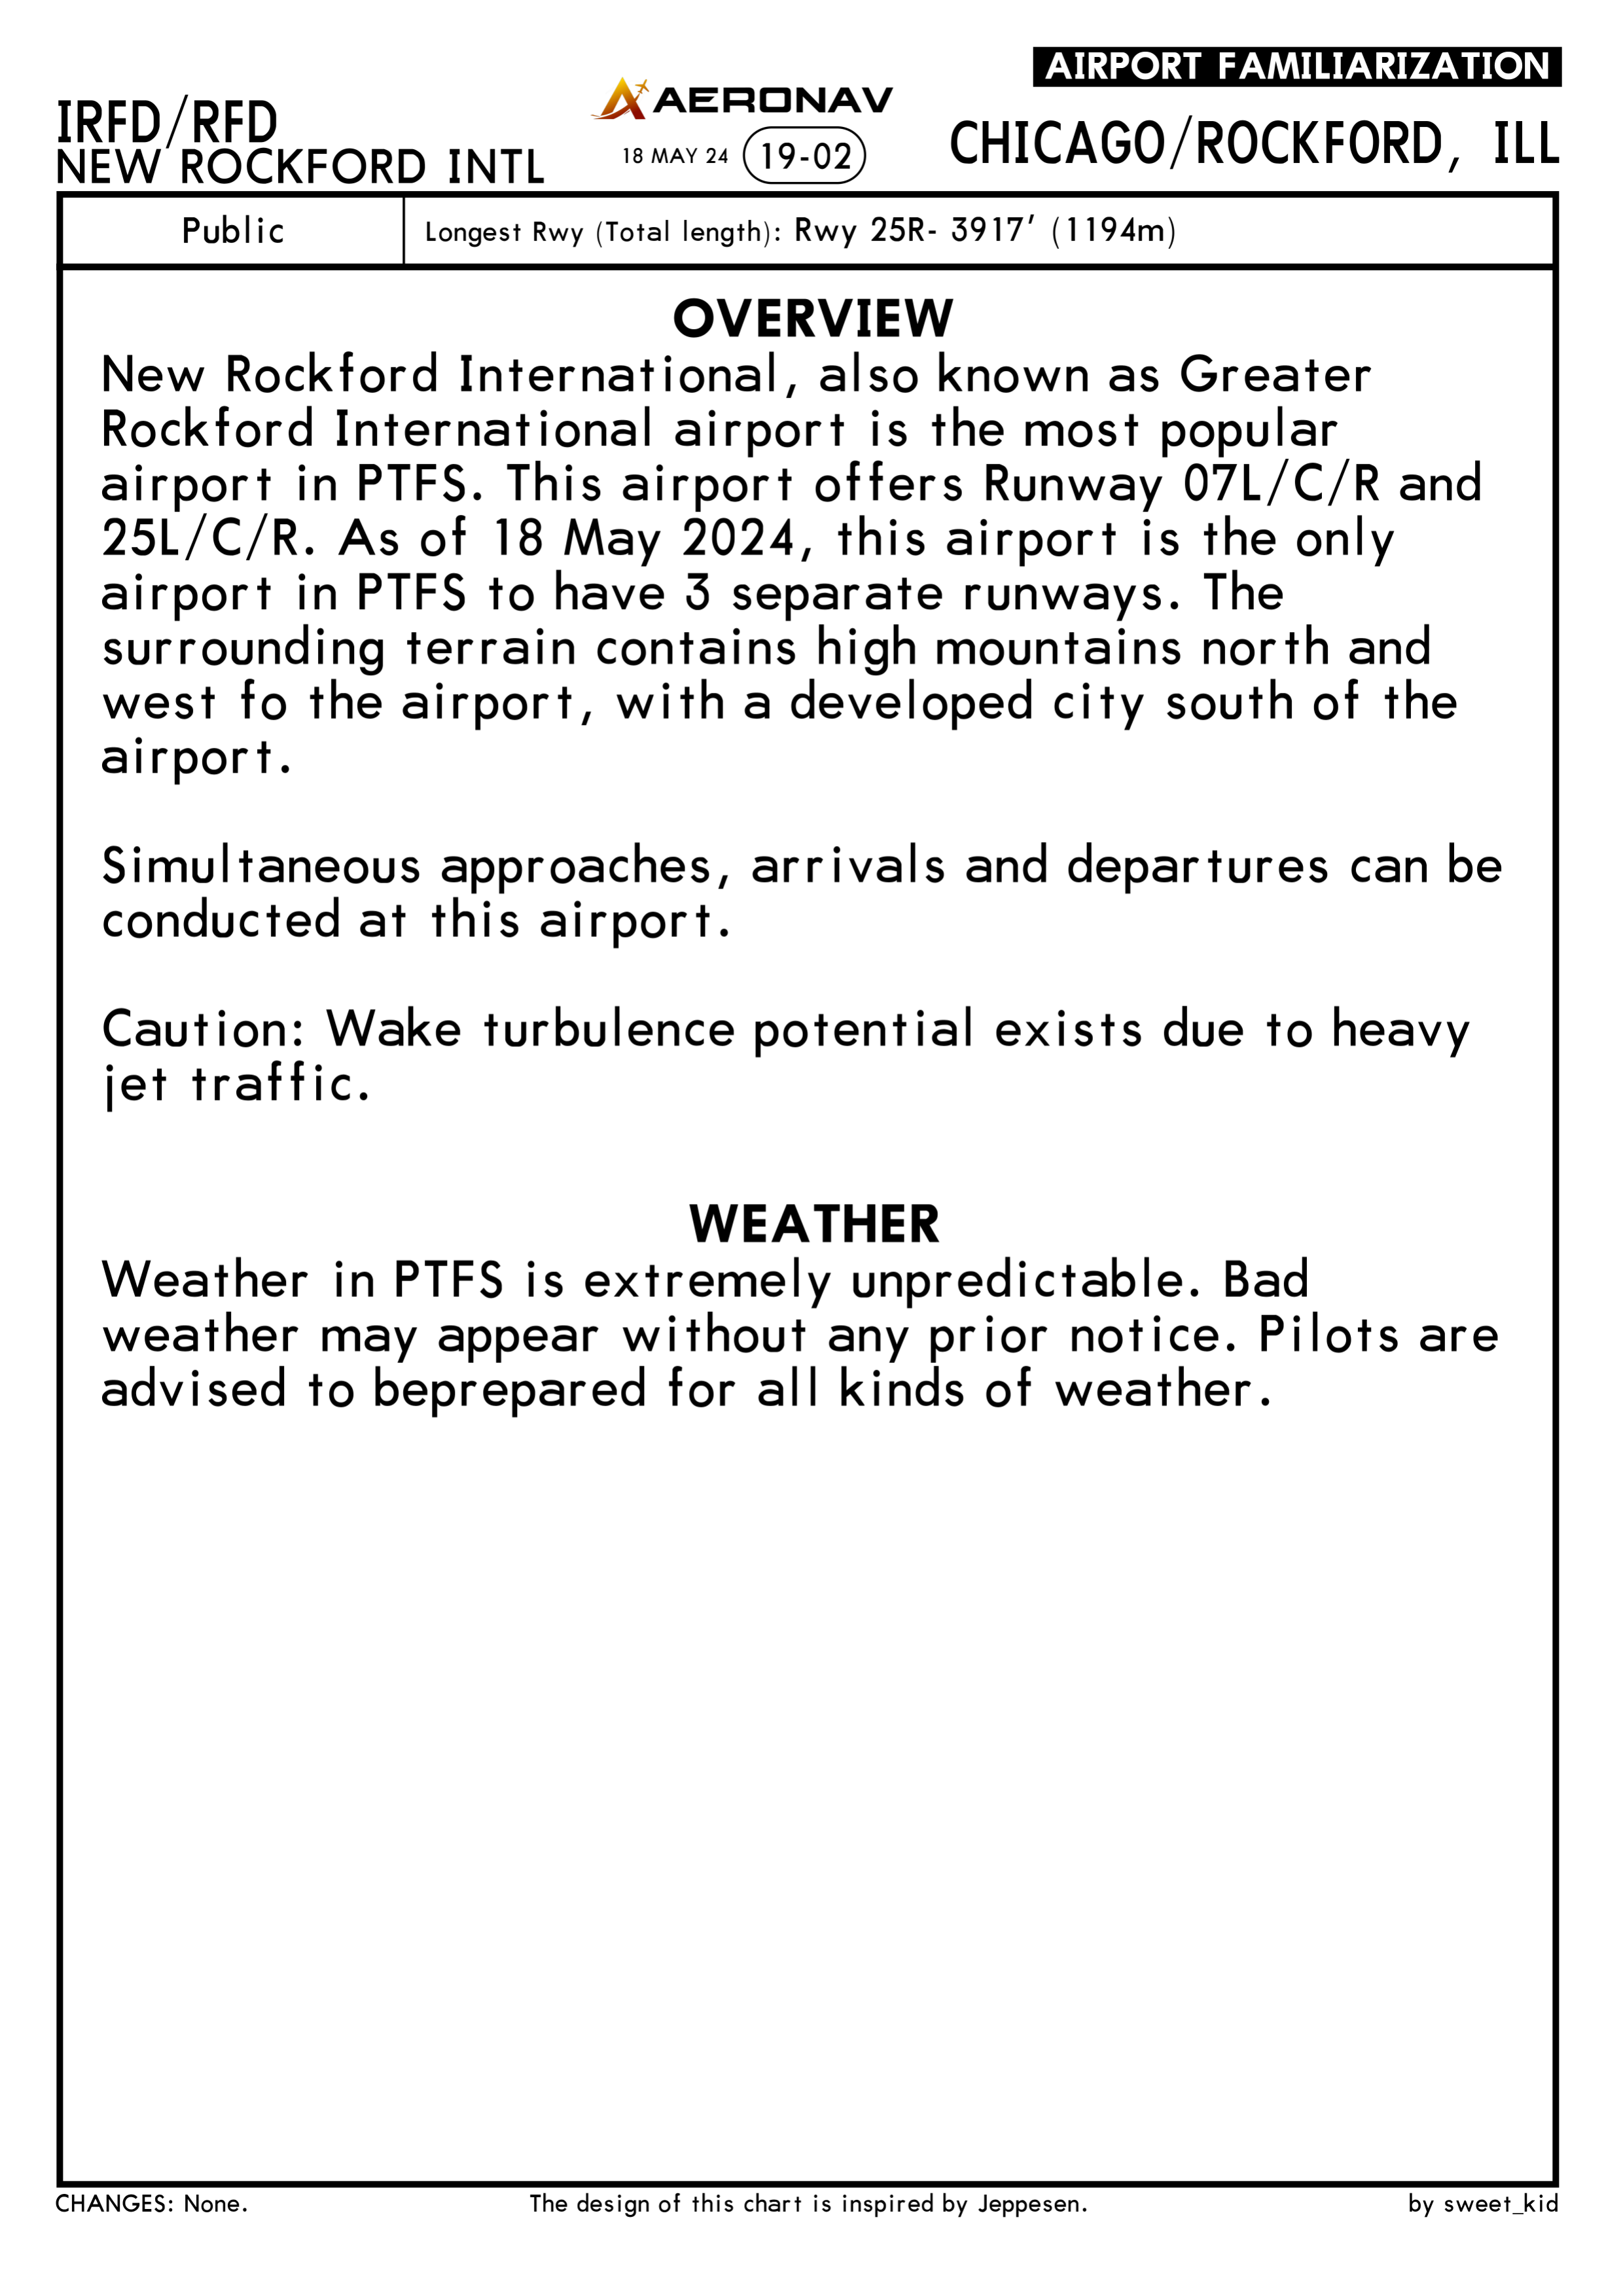 AIRPORT FAMILIARIZATION
IRFD/RFD
NEW ROCKFORD INTL
AERONAV
18 MAY 24 19-02
CHICAGO/ROCKFORD, ILL
Public
Longest Rwy (Total length): Rwy 25R- 3917' (1194m)
OVERVIEW
New Rockford International, also known as Greater
Rockford International airport is the most popular
airport in PTFS. This airport offers Runway 07L/C/R and
25L/C/R. As of 18 May 2024, this airport is the only
airport in PTFS to have 3 separate runways. The
surrounding terrain contains high mountains north and
west fo the airport, with a developed city south of the
airport.
Simultaneous approaches, arrivals and departures can be
conducted at this airport.
Caution: Wake turbulence potential exists due to heavy
jet traffic.
WEATHER
Weather in PTFS is extremely unpredictable. Bad
weather may appear without any prior notice. Pilots are
advised to beprepared for all kinds of weather.
CHANGES: None.
The design of this chart is inspired by Jeppesen.
by sweet_kid